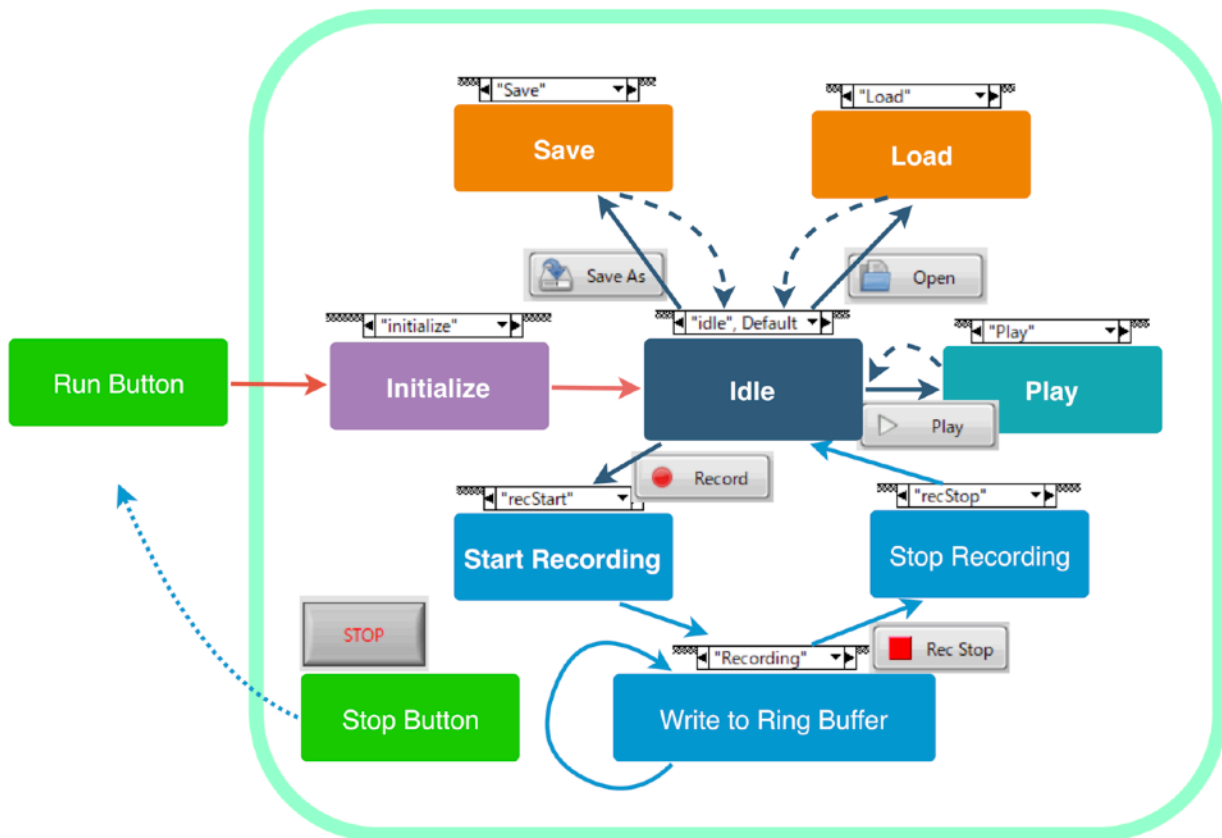 "Save"
Save
"Load"
Load
Save As
Open
"initialize"
Initialize
"idle", Default
Idle
"Play"
Play
Play
Run Button
Record
"recStart"
Start Recording
"recStop"
Stop Recording
STOP
Stop Button
"Recording"
Write to Ring Buffer
Rec Stop